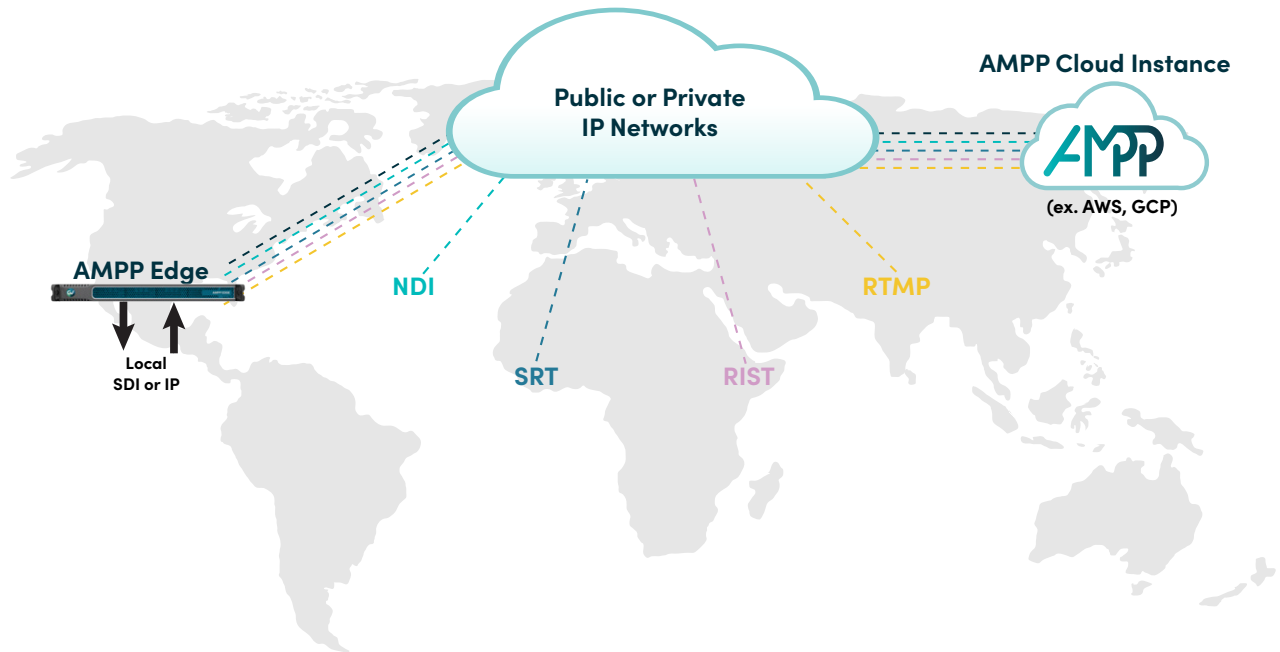 AMPP Cloud Instance
Public or Private
IP Networks
AMPP
(ex. AWS, GCP)
AMPP Edge
NDI
RTMP
Local
SDI or IP
SRT
RIST